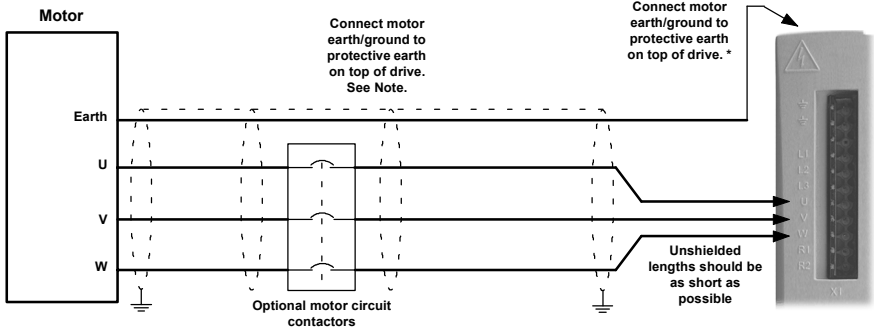 Motor
Connect motor
earth/ground to
protective earth
on top of drive.
See Note.
Connect motor
earth/ground to
protective earth
on top of drive. *
Earth
U
V
W
Optional motor circuit
contactors
Unshielded
lengths should be
as short as
possible
L1
L2
L3
U
V
W
R1
R2
X1